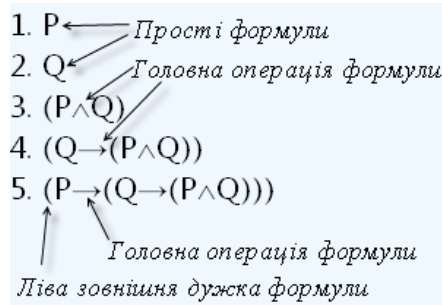 1. P Прості формули
2. Q Головна операція формули
3. (P∧Q)
4. (Q→(P∧Q))
5. (P→(Q→(P∧Q)))
Головна операція формули
Ліва зовнішня дужка формули